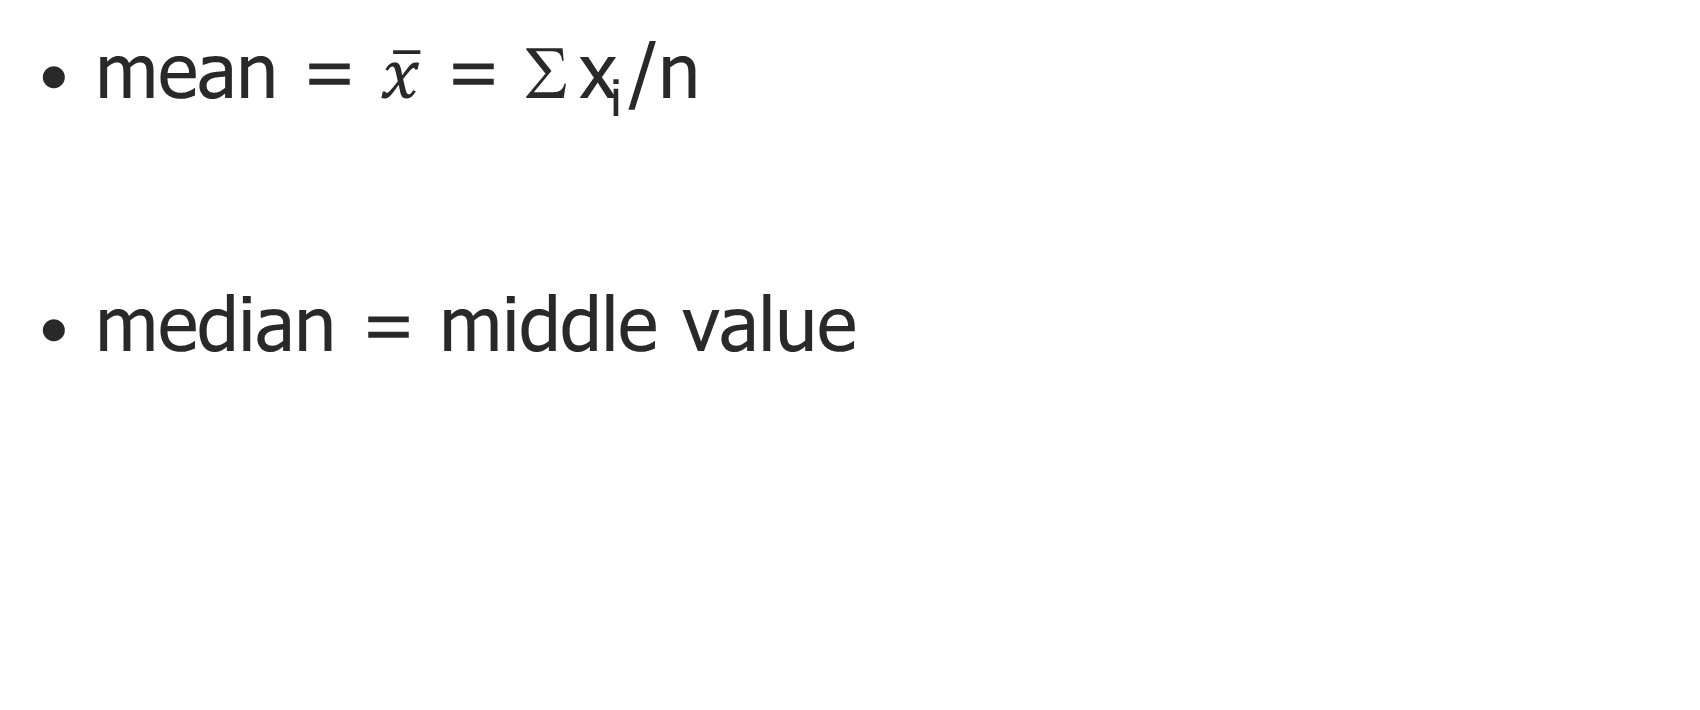 • mean = x̄ = Σxᵢ/n
• median = middle value